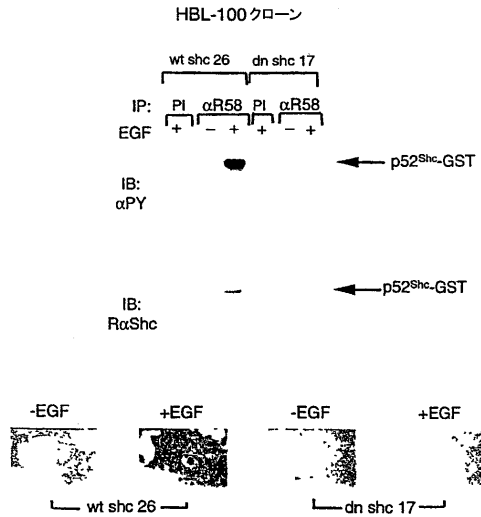 HBL-100クローン
wt shc 26 dn shc 17
IP: PI αR58 PI αR58
EGF + − + + − +
p52Shc-GST
IB:
αPY
p52Shc-GST
IB:
RαShc
-EGF +EGF -EGF +EGF
wt shc 26 dn shc 17